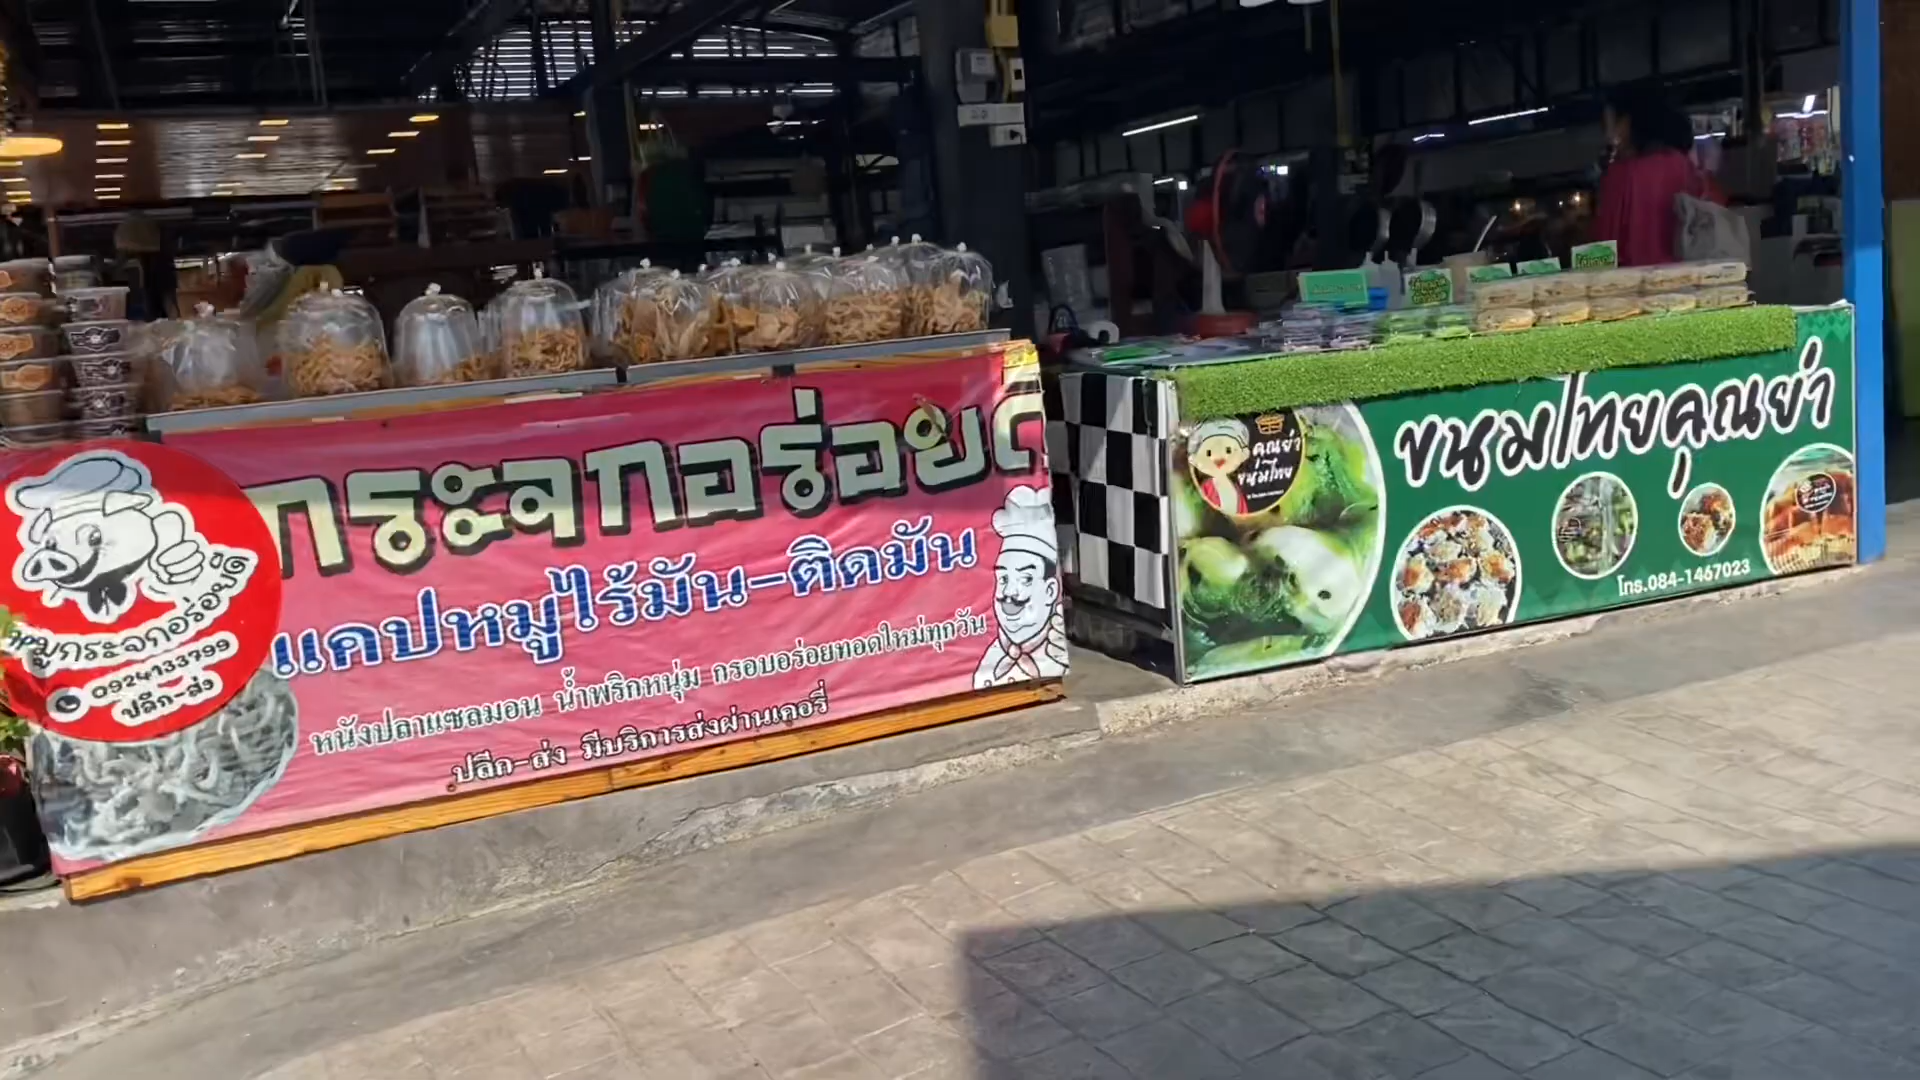 กระจกอร่อยดี
แคปหมูไร้มัน-ติดมัน
หนังปลาแซลมอน น้ำพริกหนุ่ม กรอบอร่อยทอดใหม่ทุกวัน
ปลีก-ส่ง มีบริการส่งผ่านเคอรี่
หมูกระจกอร่อยดี
0924133799
ปลีก-ส่ง
ขนมไทยคุณย่า
คุณย่า
ขนมไทย
โทร.084-1467023